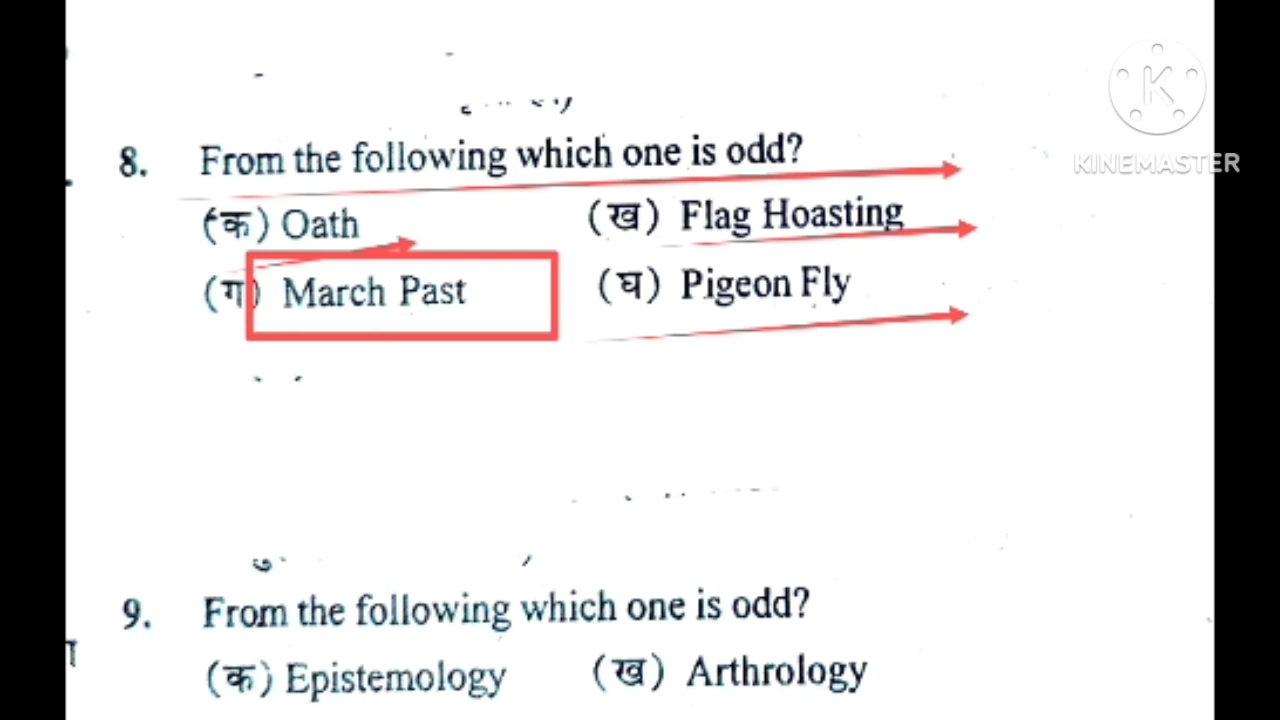 KINEMASTER
8. From the following which one is odd?
(क) Oath (ख) Flag Hoasting
(ग) March Past (घ) Pigeon Fly
9. From the following which one is odd?
(क) Epistemology (ख) Arthrology